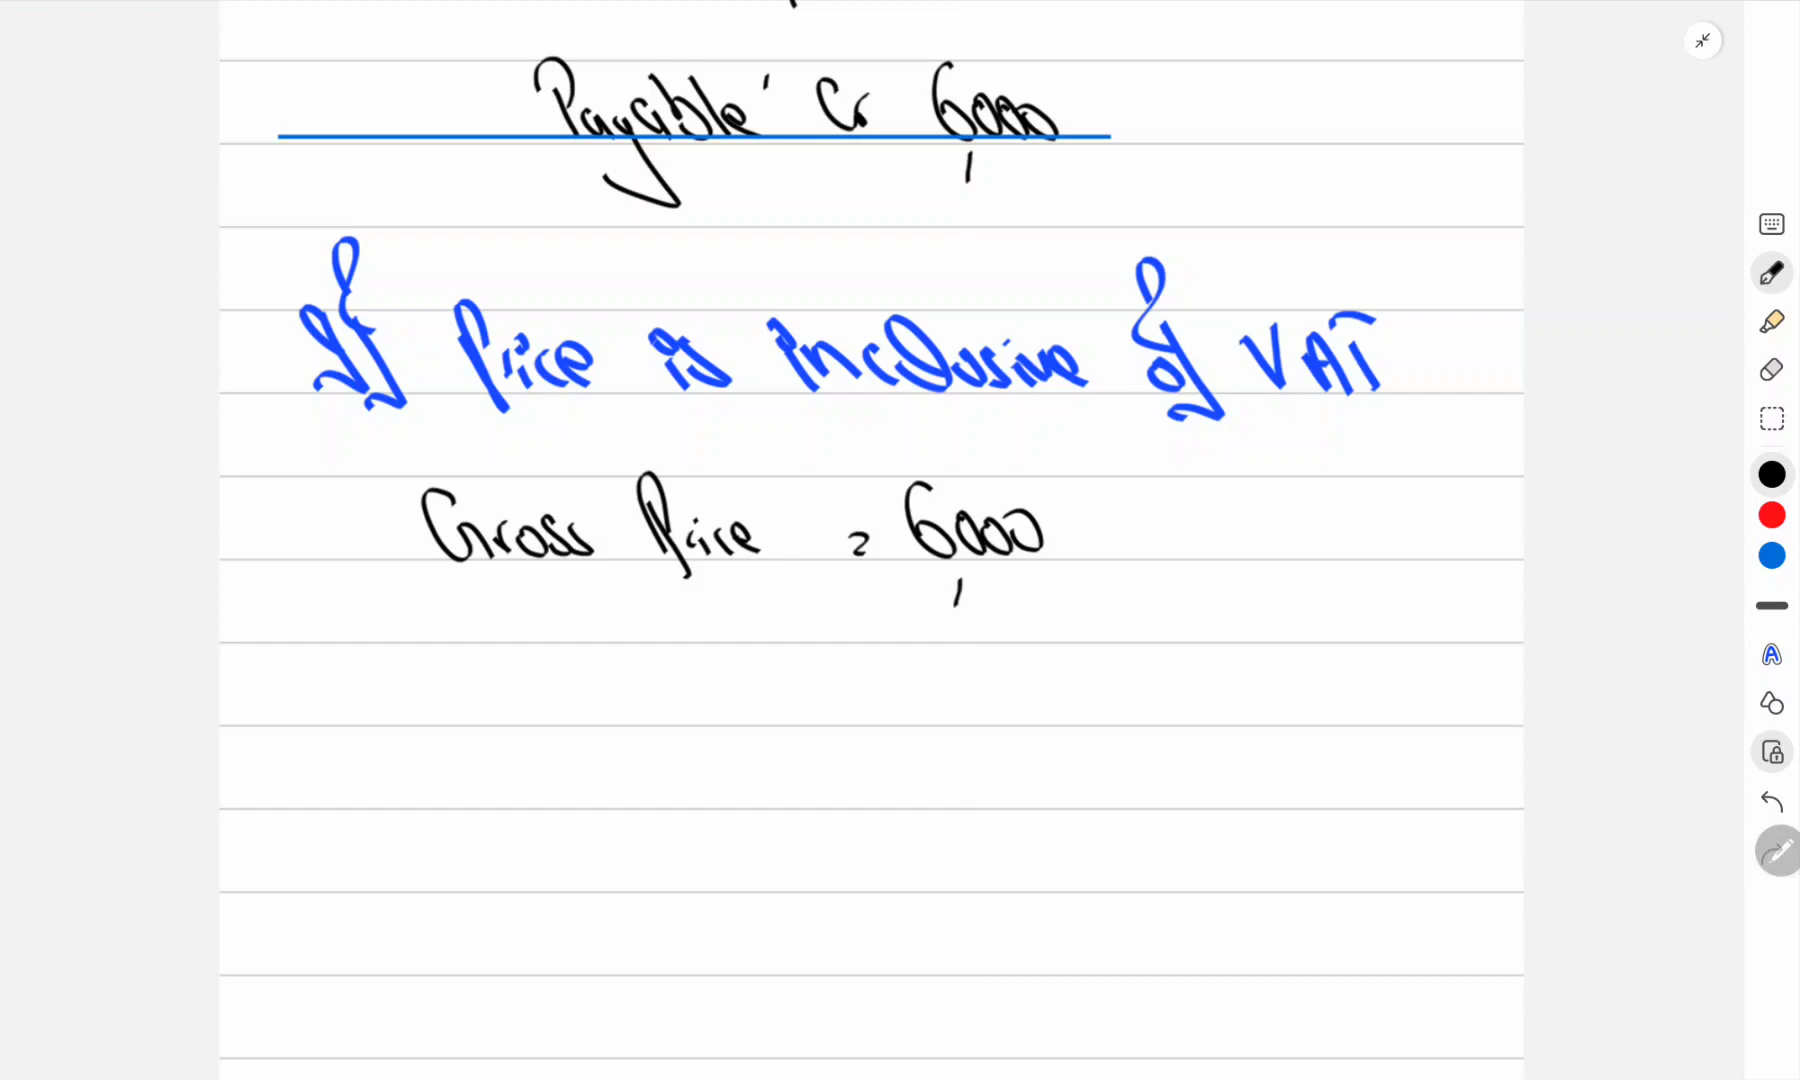 Payable Cr 6,000
If Price is inclusive of VAT
Gross Price = 6,000